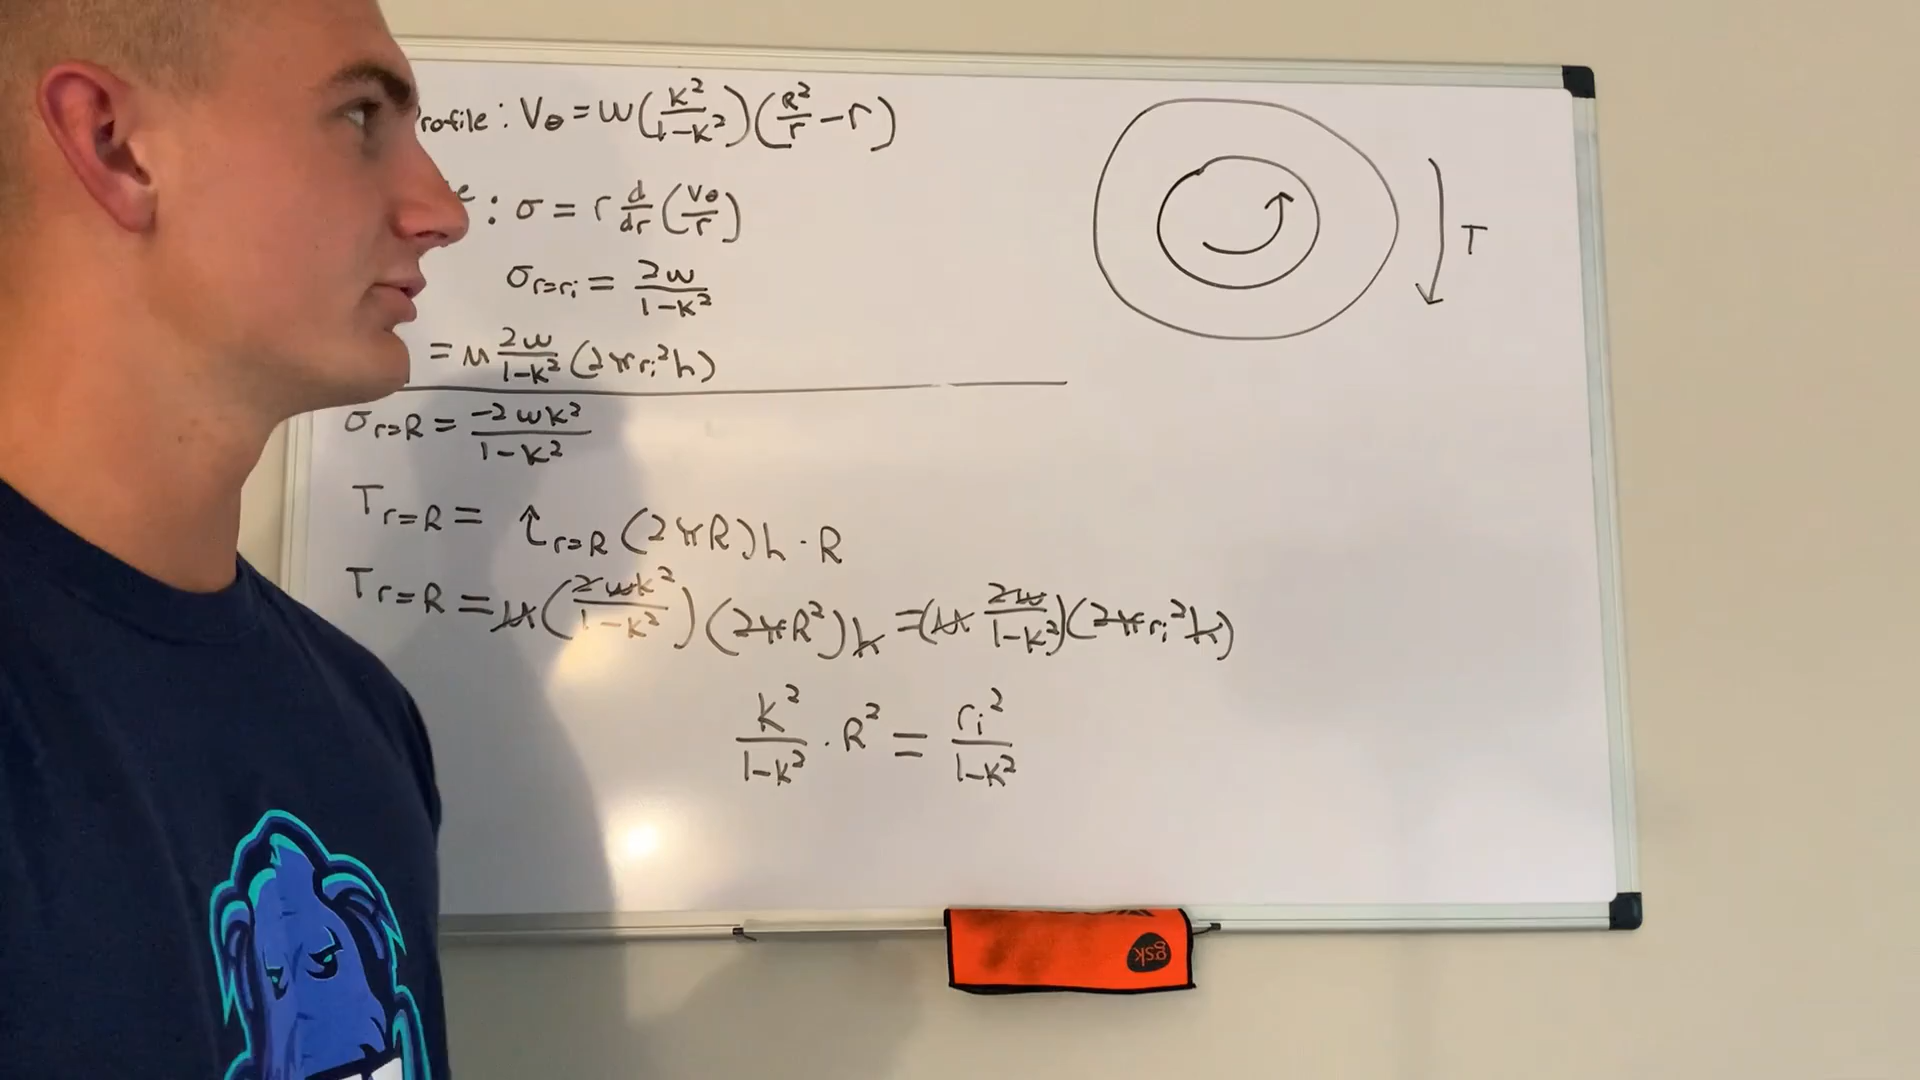 rofile : Vθ = ω(K²/1-K²)(R²/r - r)
e : σ = r d/dr (Vθ/r)
σr=ri = 2ω/1-K²
= μ 2ω/1-K² (2πri²h)
σr=R = -2ωK²/1-K²
Tr=R = τr=R (2πR)h · R
Tr=R = μ(2ωK²/1-K²)(2πR²)h = (μ 2ω/1-K²)(2πri²h)
K²/1-K² · R² = ri²/1-K²
T
gsk